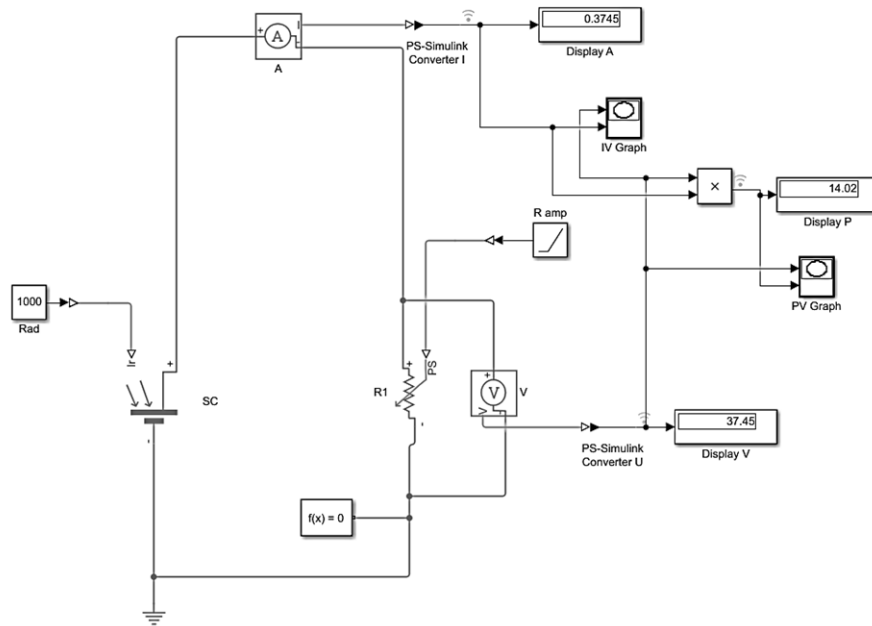 0.3745
Display A
I
+
A
-
A
PS-Simulink
Converter I
IV Graph
×
14.02
Display P
R amp
PV Graph
1000
Rad
Ir
+
SC
-
+
PS
R1
-
+
V
V
V
-
PS-Simulink
Converter U
37.45
Display V
f(x) = 0